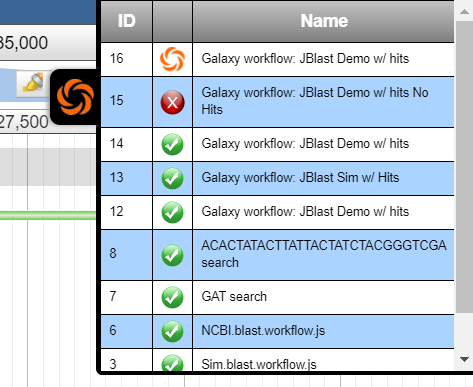 ID Name
35,000
16 Galaxy workflow: JBlast Demo w/ hits
15 Galaxy workflow: JBlast Demo w/ hits No
Hits
27,500
14 Galaxy workflow: JBlast Demo w/ hits
13 Galaxy workflow: JBlast Sim w/ Hits
12 Galaxy workflow: JBlast Demo w/ hits
8 ACACTATACTTATTACTATCTACGGGTCGA
search
7 GAT search
6 NCBI.blast.workflow.js
3 Sim.blast.workflow.js